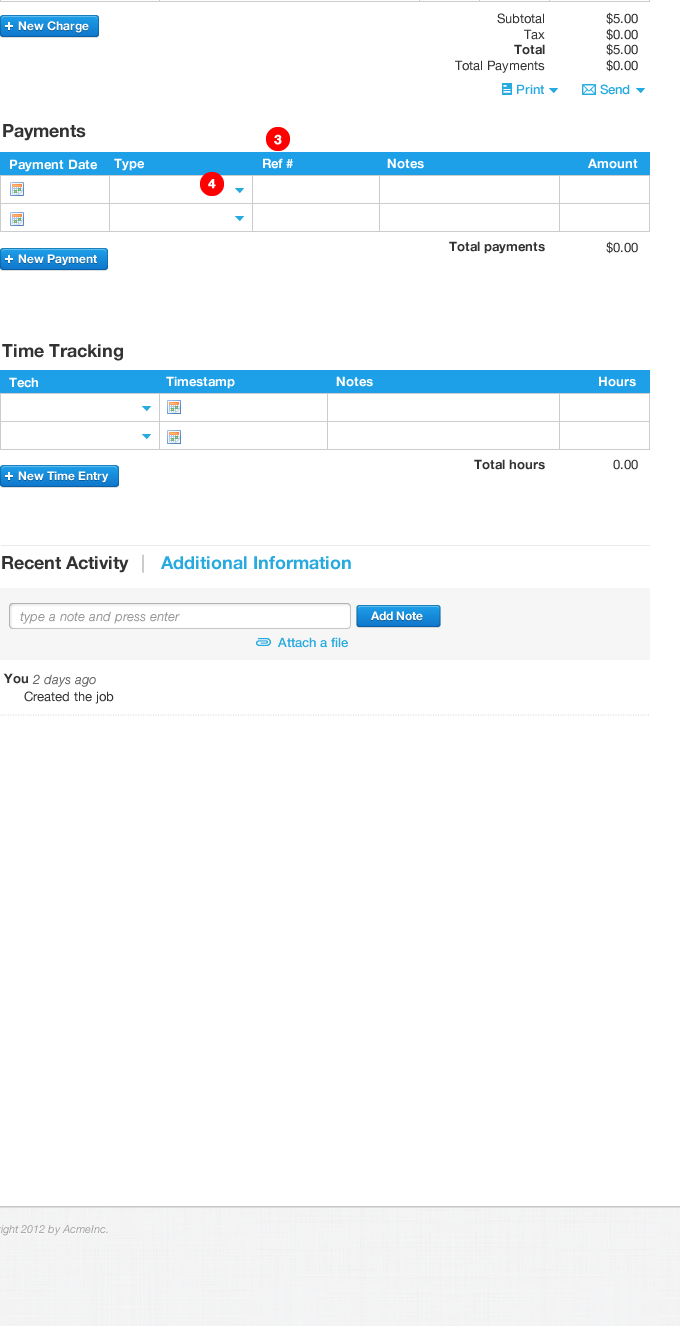 + New Charge
Subtotal $5.00
Tax $0.00
Total $5.00
Total Payments $0.00
Print Send
Payments
3
Payment Date Type Ref # Notes Amount
4
Total payments $0.00
+ New Payment
Time Tracking
Tech Timestamp Notes Hours
Total hours 0.00
+ New Time Entry
Recent Activity | Additional Information
type a note and press enter Add Note
Attach a file
You 2 days ago
Created the job
right 2012 by AcmeInc.